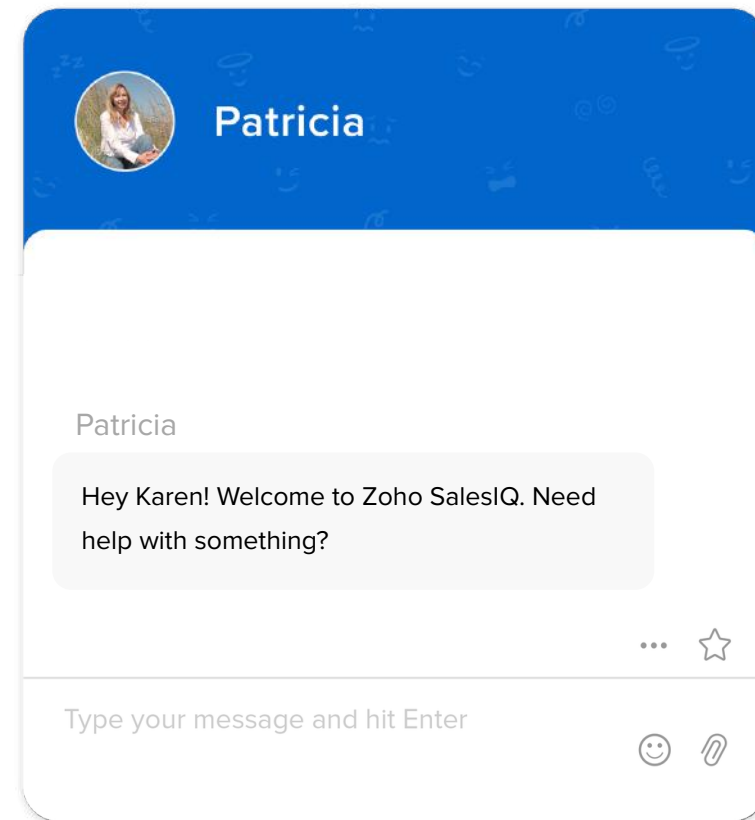 Patricia
Patricia
Hey Karen! Welcome to Zoho SalesIQ. Need
help with something?
Type your message and hit Enter